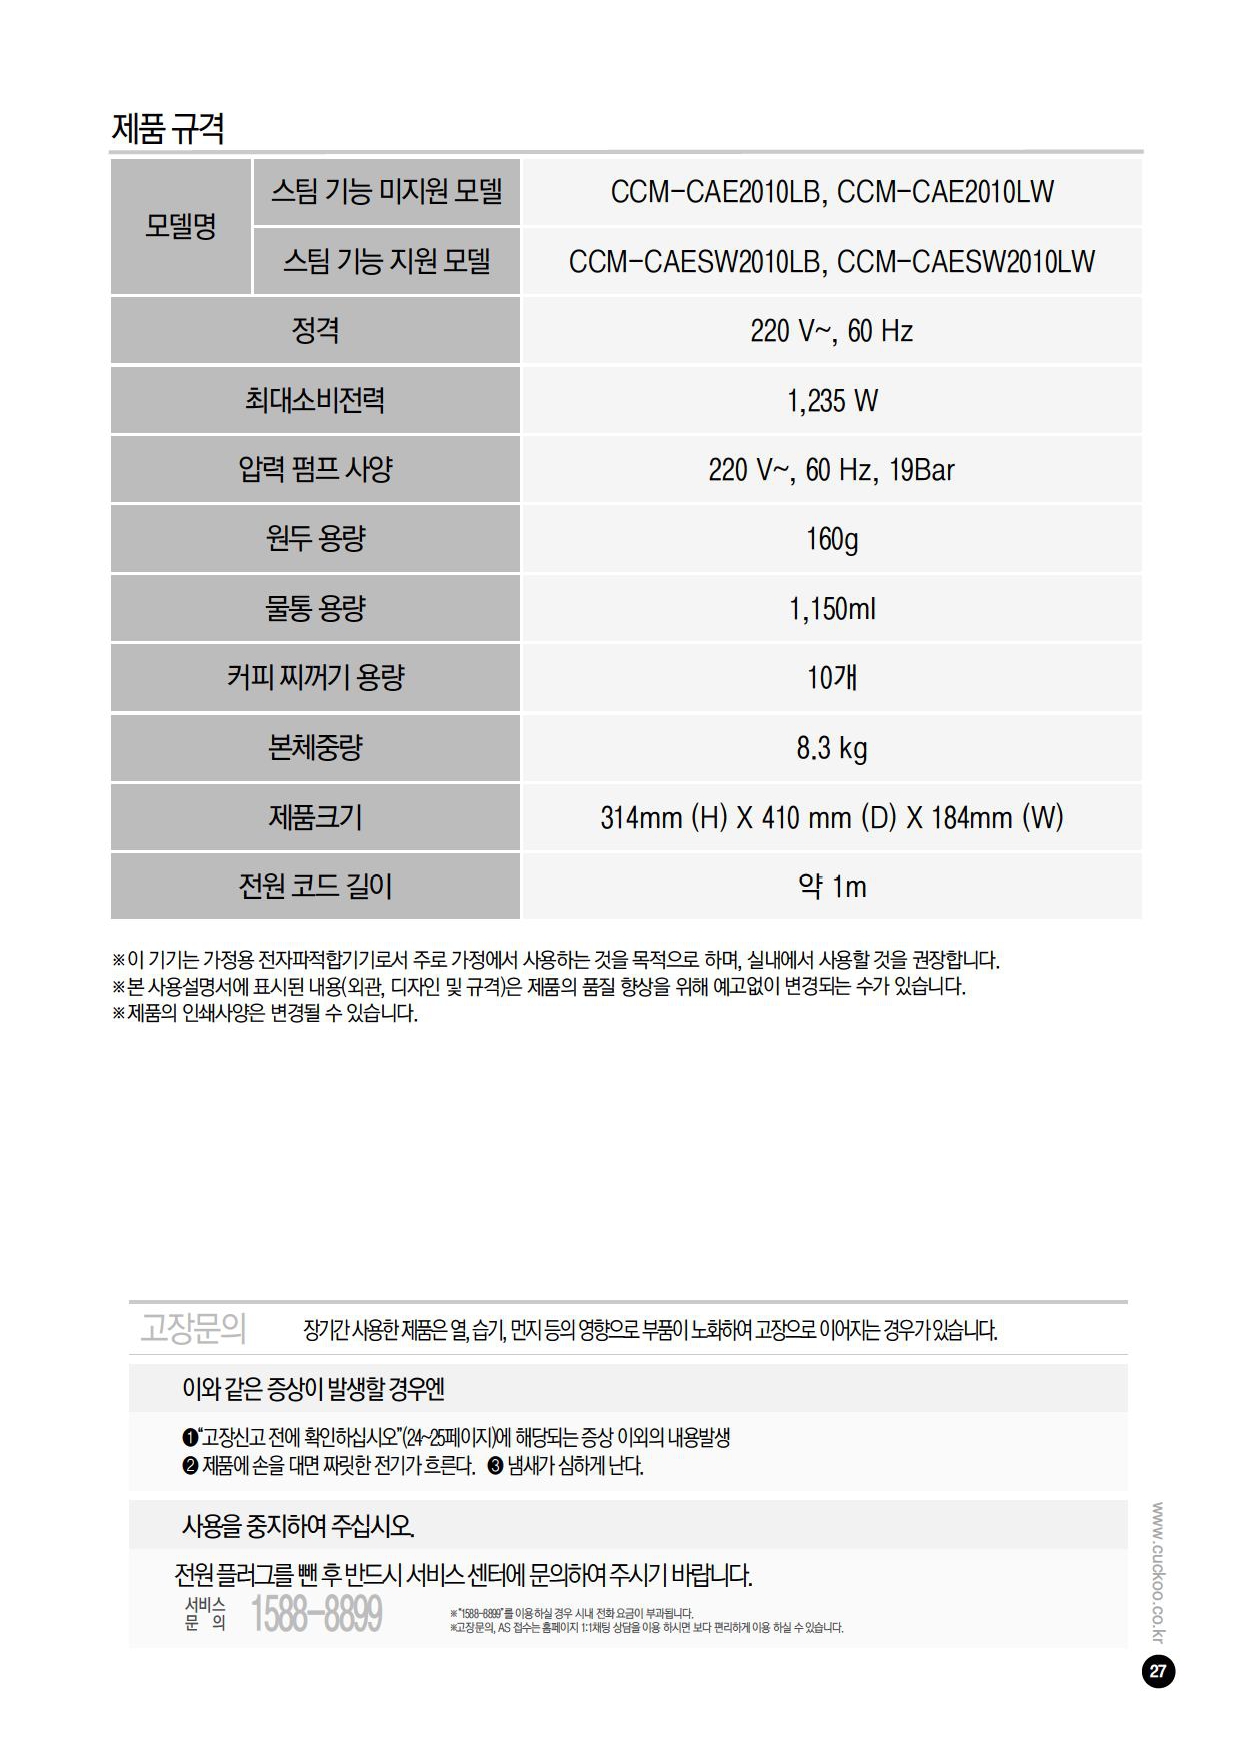 제품 규격
모델명
스팀 기능 미지원 모델
CCM-CAE2010LB, CCM-CAE2010LW
스팀 기능 지원 모델
CCM-CAESW2010LB, CCM-CAESW2010LW
정격
220 V~, 60 Hz
최대소비전력
1,235 W
압력 펌프 사양
220 V~, 60 Hz, 19Bar
원두 용량
160g
물통 용량
1,150ml
커피 찌꺼기 용량
10개
본체중량
8.3 kg
제품크기
314mm (H) X 410 mm (D) X 184mm (W)
전원 코드 길이
약 1m
※이 기기는 가정용 전자파적합기기로서 주로 가정에서 사용하는 것을 목적으로 하며, 실내에서 사용할 것을 권장합니다.
※본 사용설명서에 표시된 내용(외관, 디자인 및 규격)은 제품의 품질 향상을 위해 예고없이 변경되는 수가 있습니다.
※제품의 인쇄사양은 변경될 수 있습니다.
고장문의
장기간 사용한 제품은 열, 습기, 먼지 등의 영향으로 부품이 노화하여 고장으로 이어지는 경우가 있습니다.
이와 같은 증상이 발생할 경우엔
❶“고장신고 전에 확인하십시오”(24~25페이지)에 해당되는 증상 이외의 내용발생
❷ 제품에 손을 대면 짜릿한 전기가 흐른다. ❸ 냄새가 심하게 난다.
사용을 중지하여 주십시오.
전원 플러그를 뺀 후 반드시 서비스 센터에 문의하여 주시기 바랍니다.
서비스
문 의
1588-8899
※“1588-8899”를 이용하실 경우 시내 전화 요금이 부과됩니다.
※고장 문의, AS 접수는 홈페이지 1:1채팅 상담을 이용 하시면 보다 편리하게 이용 하실 수 있습니다.
www.cuckoo.co.kr
27